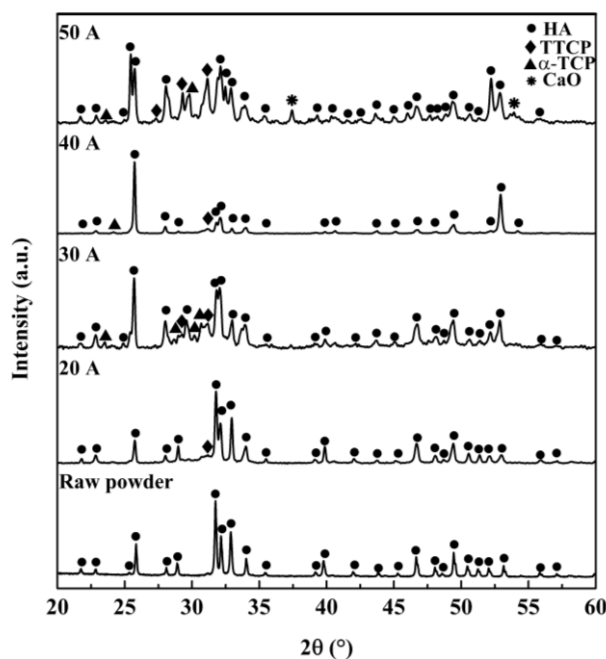 50 A
HA
TTCP
α-TCP
CaO
40 A
30 A
20 A
Raw powder
Intensity (a.u.)
20 25 30 35 40 45 50 55 60
2θ (°)